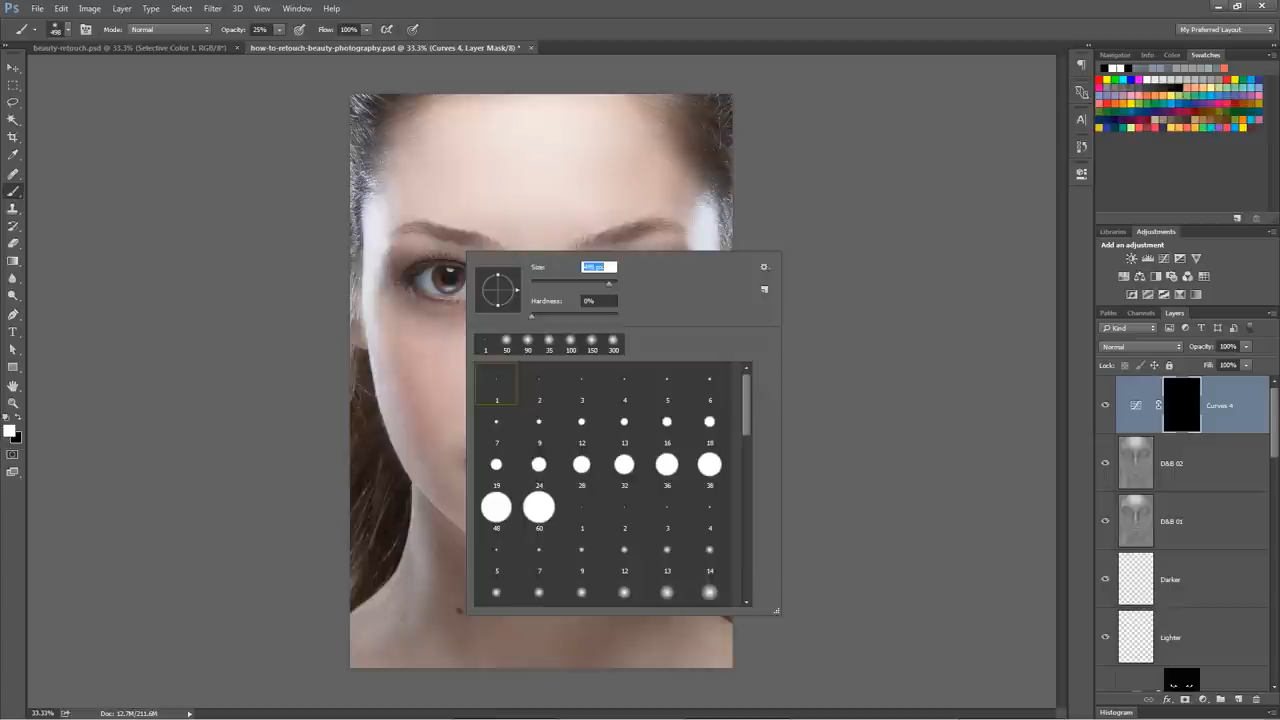 Ps File Edit Image Layer Type Select Filter 3D View Window Help
498 Mode: Normal Opacity: 25% Flow: 100% My Preferred Layout
beauty-retouch.psd @ 33.3% (Selective Color 1, RGB/8*) × how-to-retouch-beauty-photography.psd @ 33.3% (Curves 4, Layer Mask/8) * ×
Navigator Info Color Swatches
Libraries Adjustments
Add an adjustment
Size:
Hardness: 0%
1 50 90 35 100 150 300
1 2 3 4 5 6
7 9 12 13 16 18
19 24 28 32 36 38
48 60 1 2 3 4
5 7 9 12 13 14
Paths Channels Layers
Kind
Normal Opacity: 100%
Lock: Fill: 100%
Curves 4
D&B 02
D&B 01
Darker
Lighter
33.33% Doc: 12.7M/211.6M
Histogram